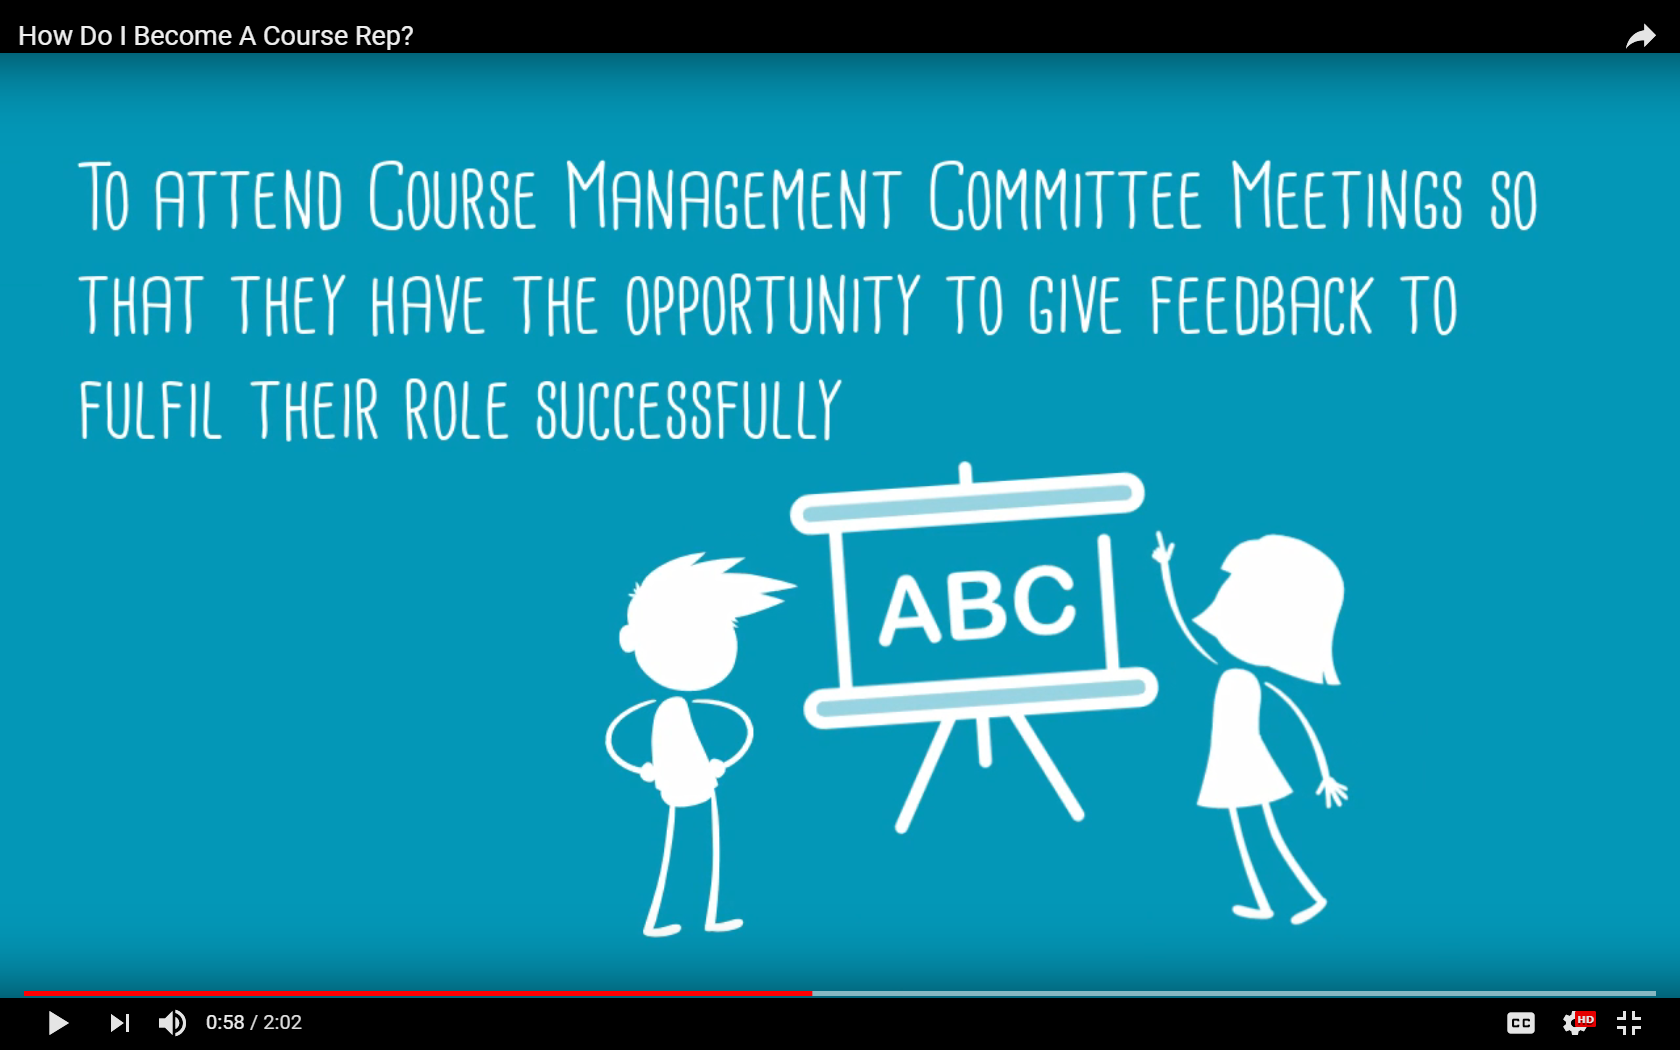 How Do I Become A Course Rep?
To attend Course Management Committee Meetings so
that they have the opportunity to give feedback to
fulfil their role successfully
ABC
0:58 / 2:02
CC
HD